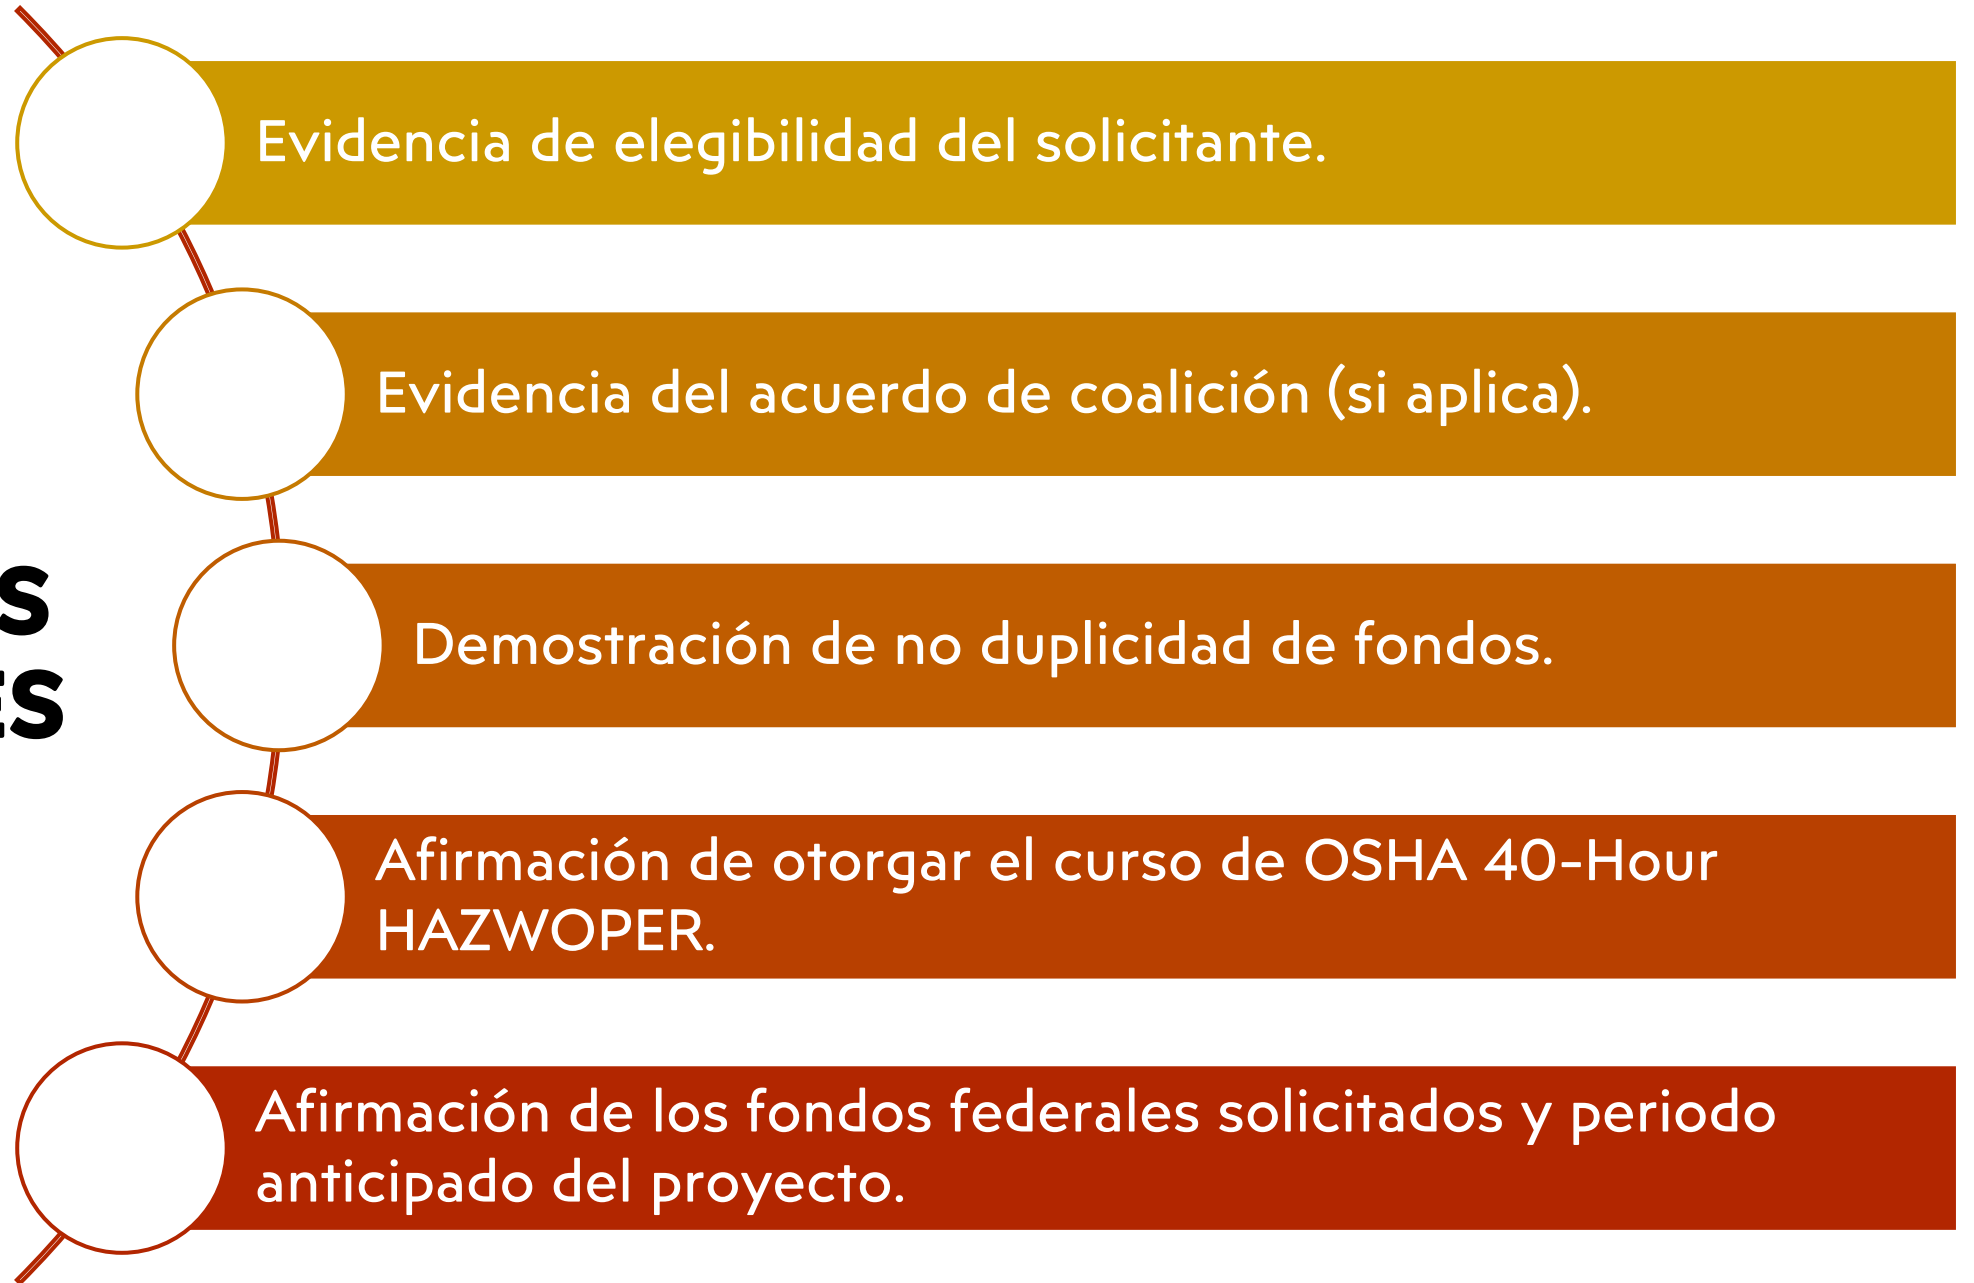 Evidencia de elegibilidad del solicitante.
Evidencia del acuerdo de coalición (si aplica).
Demostración de no duplicidad de fondos.
Afirmación de otorgar el curso de OSHA 40-Hour
HAZWOPER.
Afirmación de los fondos federales solicitados y periodo
anticipado del proyecto.